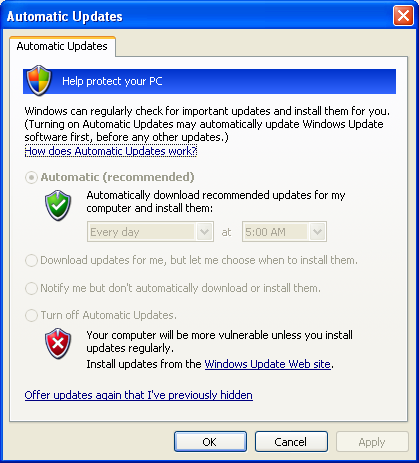 Automatic Updates
Automatic Updates
Help protect your PC
Windows can regularly check for important updates and install them for you.
(Turning on Automatic Updates may automatically update Windows Update
software first, before any other updates.)
How does Automatic Updates work?
Automatic (recommended)
Automatically download recommended updates for my
computer and install them:
Every day at 5:00 AM
Download updates for me, but let me choose when to install them.
Notify me but don't automatically download or install them.
Turn off Automatic Updates.
Your computer will be more vulnerable unless you install
updates regularly.
Install updates from the Windows Update Web site.
Offer updates again that I've previously hidden
OK Cancel Apply